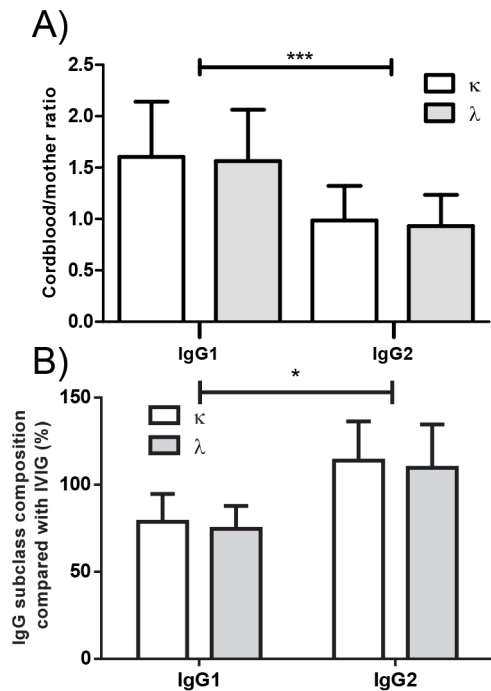 A)
***
Cordblood/mother ratio
2.5
2.0
1.5
1.0
0.5
0.0
κ
λ
IgG1 IgG2
B)
*
IgG subclass composition
compared with IVIG (%)
150
100
50
0
κ
λ
IgG1 IgG2